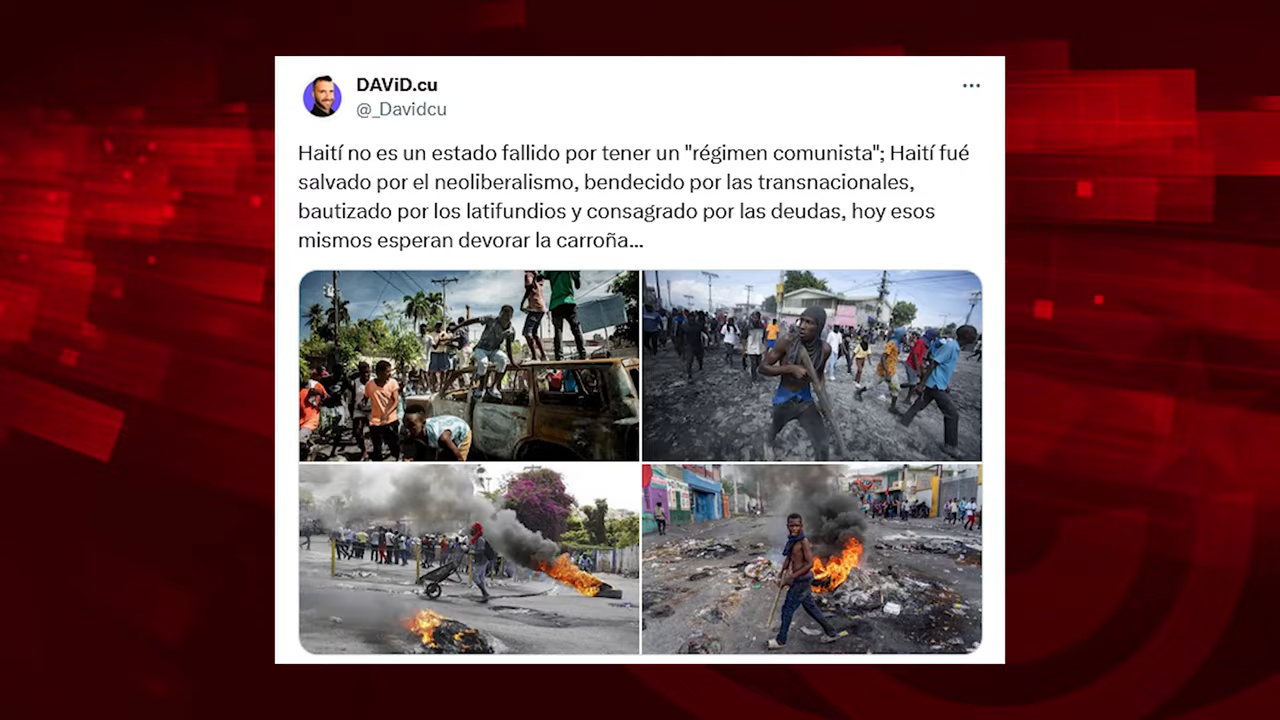 DAViD.cu
@_Davidcu
Haití no es un estado fallido por tener un "régimen comunista"; Haití fué
salvado por el neoliberalismo, bendecido por las transnacionales,
bautizado por los latifundios y consagrado por las deudas, hoy esos
mismos esperan devorar la carroña...